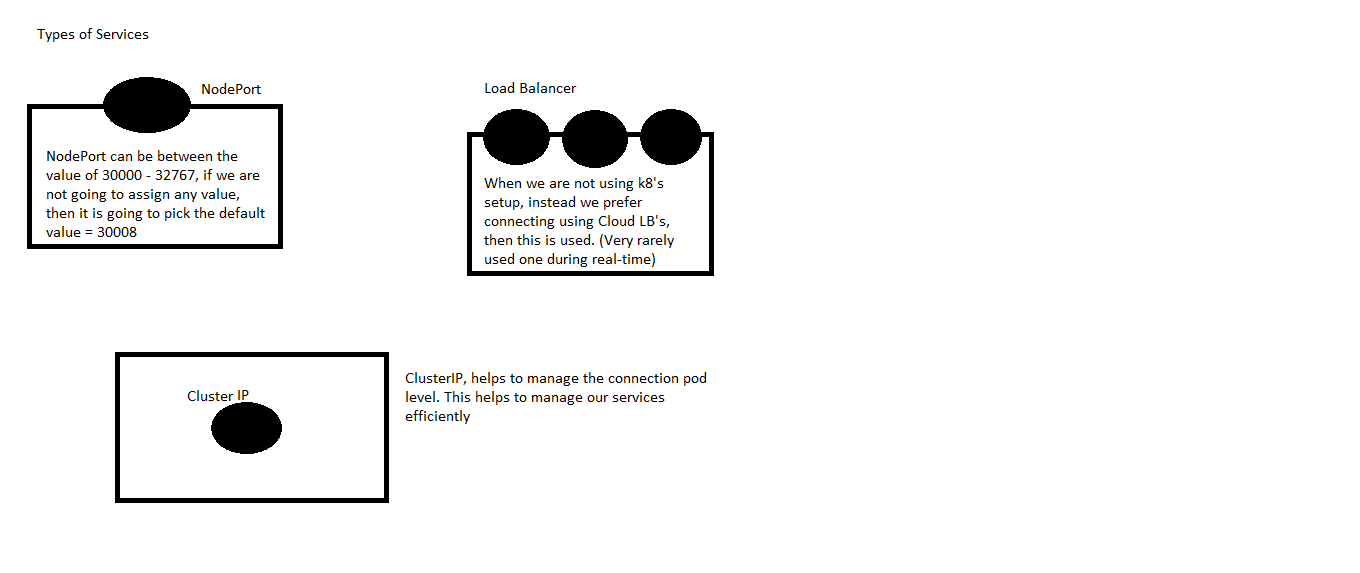 Types of Services
NodePort
NodePort can be between the
value of 30000 - 32767, if we are
not going to assign any value,
then it is going to pick the default
value = 30008
Load Balancer
When we are not using k8's
setup, instead we prefer
connecting using Cloud LB's,
then this is used. (Very rarely
used one during real-time)
Cluster IP
ClusterIP, helps to manage the connection pod
level. This helps to manage our services
efficiently